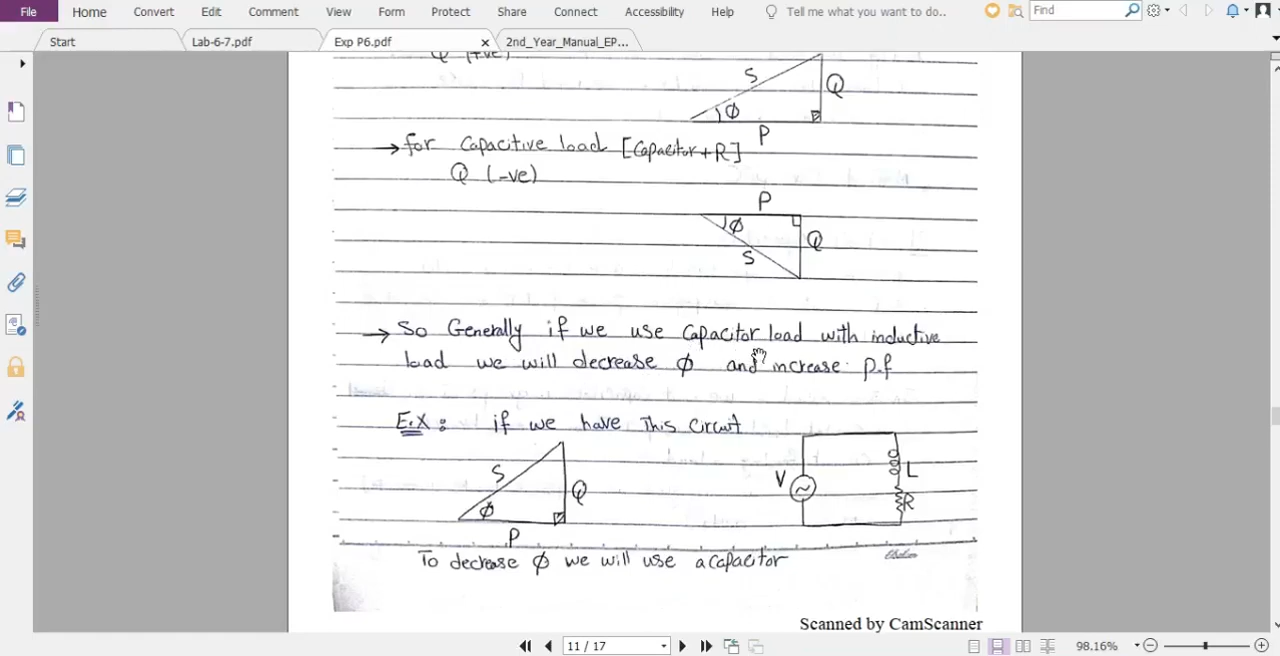 File Home Convert Edit Comment View Form Protect Share Connect Accessibility Help Tell me what you want to do.. Find
Start Lab-6-7.pdf Exp P6.pdf 2nd_Year_Manual_EP...
Q (+ve)
S Q
Φ
P
→ for Capacitive load [Capacitor+R]
Q (-ve)
P
Φ Q
S
→ So Generally if we use Capacitor load with inductive
load we will decrease Φ and increase P.f
Ex: if we have This Circuit
S Q
Φ
P
V L
R
To decrease Φ we will use a capacitor
Scanned by CamScanner
11 / 17 98.16%